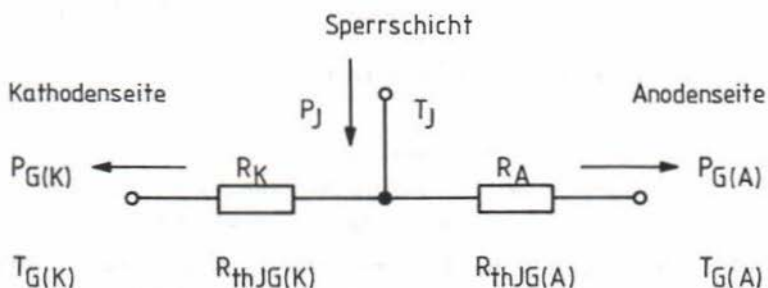 Sperrschicht
Kathodenseite
Anodenseite
P_J
T_J
P_G(K)
R_K
R_A
P_G(A)
T_G(K)
R_thJG(K)
R_thJG(A)
T_G(A)